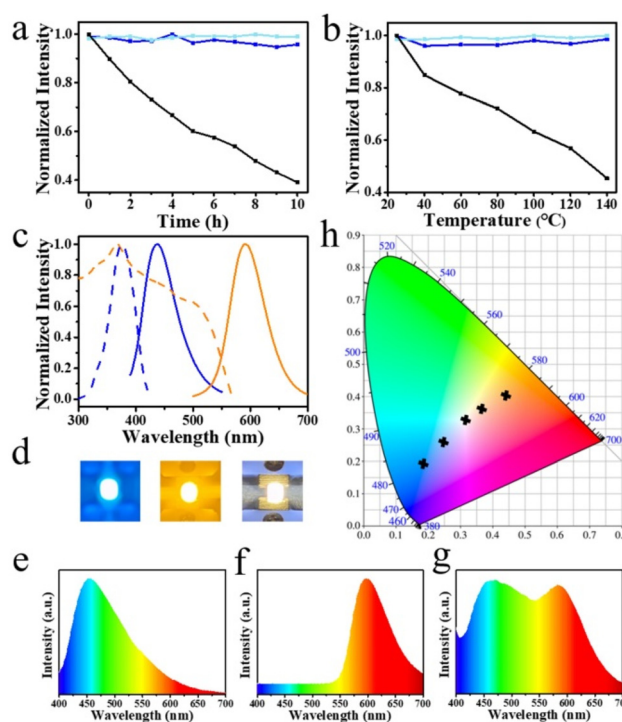 a
Normalized Intensity
1.0
0.8
0.6
0.4
0 2 4 6 8 10
Time (h)
b
Normalized Intensity
1.0
0.8
0.6
0.4
20 40 60 80 100 120 140
Temperature (°C)
c
Normalized Intensity
1.0
0.8
0.6
0.4
0.2
0.0
300 400 500 600 700
Wavelength (nm)
h
0.9
0.8
0.7
0.6
0.5
0.4
0.3
0.2
0.1
0.0
0.0 0.1 0.2 0.3 0.4 0.5 0.6 0.7 0.8
520
540
560
580
600
620
700
500
490
480
470
460
380
d
e
Intensity (a.u.)
400 450 500 550 600 650 700
Wavelength (nm)
f
Intensity (a.u.)
400 450 500 550 600 650 700
Wavelength (nm)
g
Intensity (a.u.)
400 450 500 550 600 650 700
Wavelength (nm)